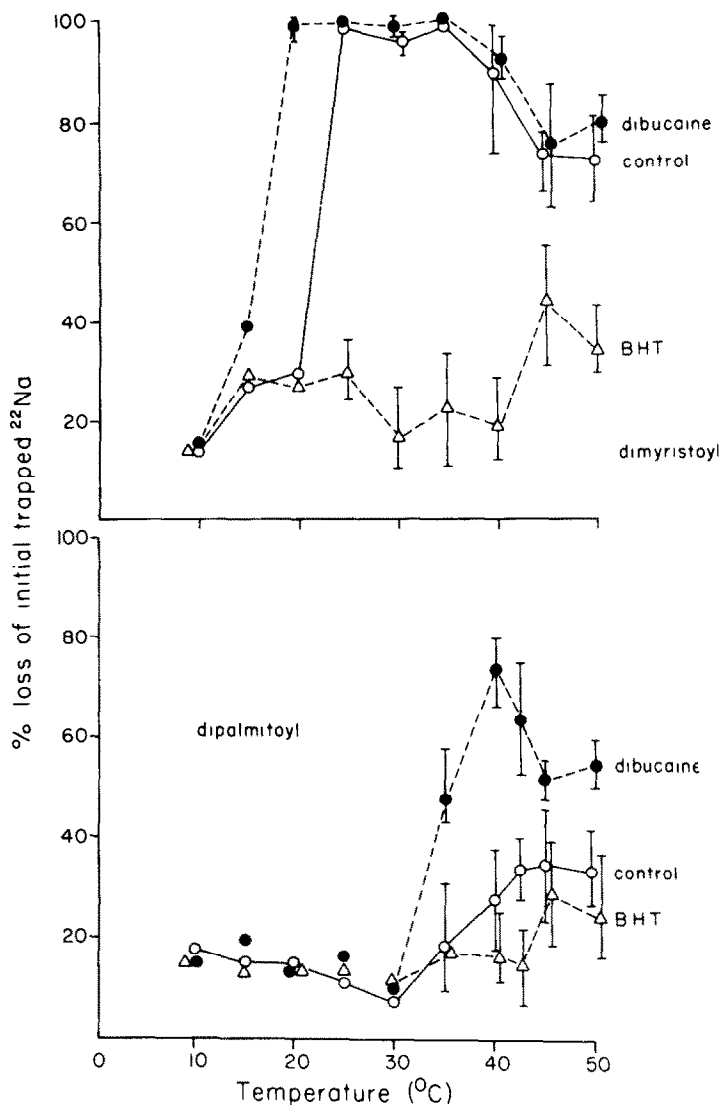 100
80
60
40
20
dibucaine
control
BHT
dimyristoyl
% loss of initial trapped ²²Na
100
80
60
40
20
dipalmitoyl
dibucaine
control
BHT
0 10 20 30 40 50
Temperature (°C)